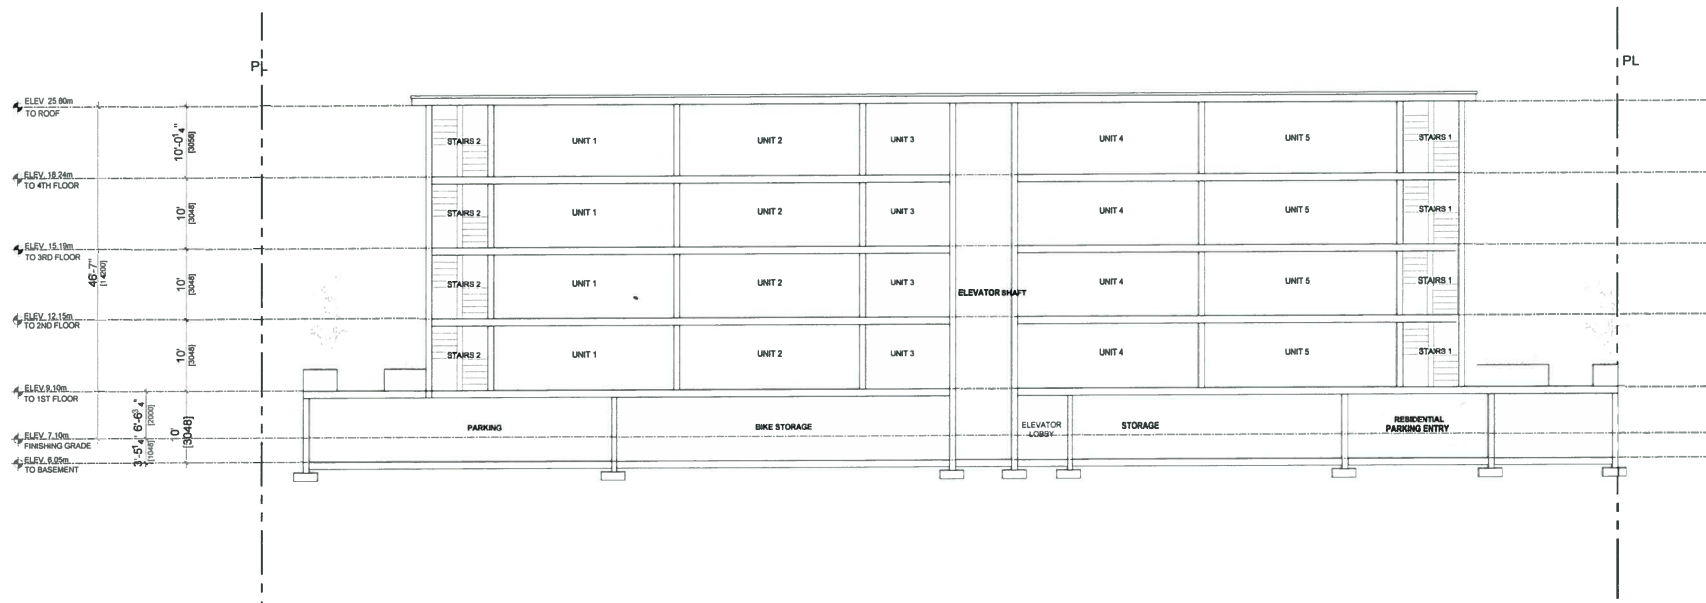 PL
PL
ELEV. 25.80m
TO ROOF
10'-0¼"
[3056]
STAIRS 2
UNIT 1
UNIT 2
UNIT 3
UNIT 4
UNIT 5
STAIRS 1
ELEV. 18.24m
TO 4TH FLOOR
10'
[3048]
STAIRS 2
UNIT 1
UNIT 2
UNIT 3
UNIT 4
UNIT 5
STAIRS 1
ELEV. 15.19m
TO 3RD FLOOR
46'-7"
[14200]
10'
[3048]
STAIRS 2
UNIT 1
UNIT 2
UNIT 3
ELEVATOR SHAFT
UNIT 4
UNIT 5
STAIRS 1
ELEV. 12.15m
TO 2ND FLOOR
10'
[3048]
STAIRS 2
UNIT 1
UNIT 2
UNIT 3
UNIT 4
UNIT 5
STAIRS 1
ELEV. 9.10m
TO 1ST FLOOR
6'-6¾"
[2000]
10'
[3048]
PARKING
BIKE STORAGE
ELEVATOR
LOBBY
STORAGE
RESIDENTIAL
PARKING ENTRY
ELEV. 7.10m
FINISHING GRADE
3'-5¼"
[1048]
ELEV. 6.05m
TO BASEMENT